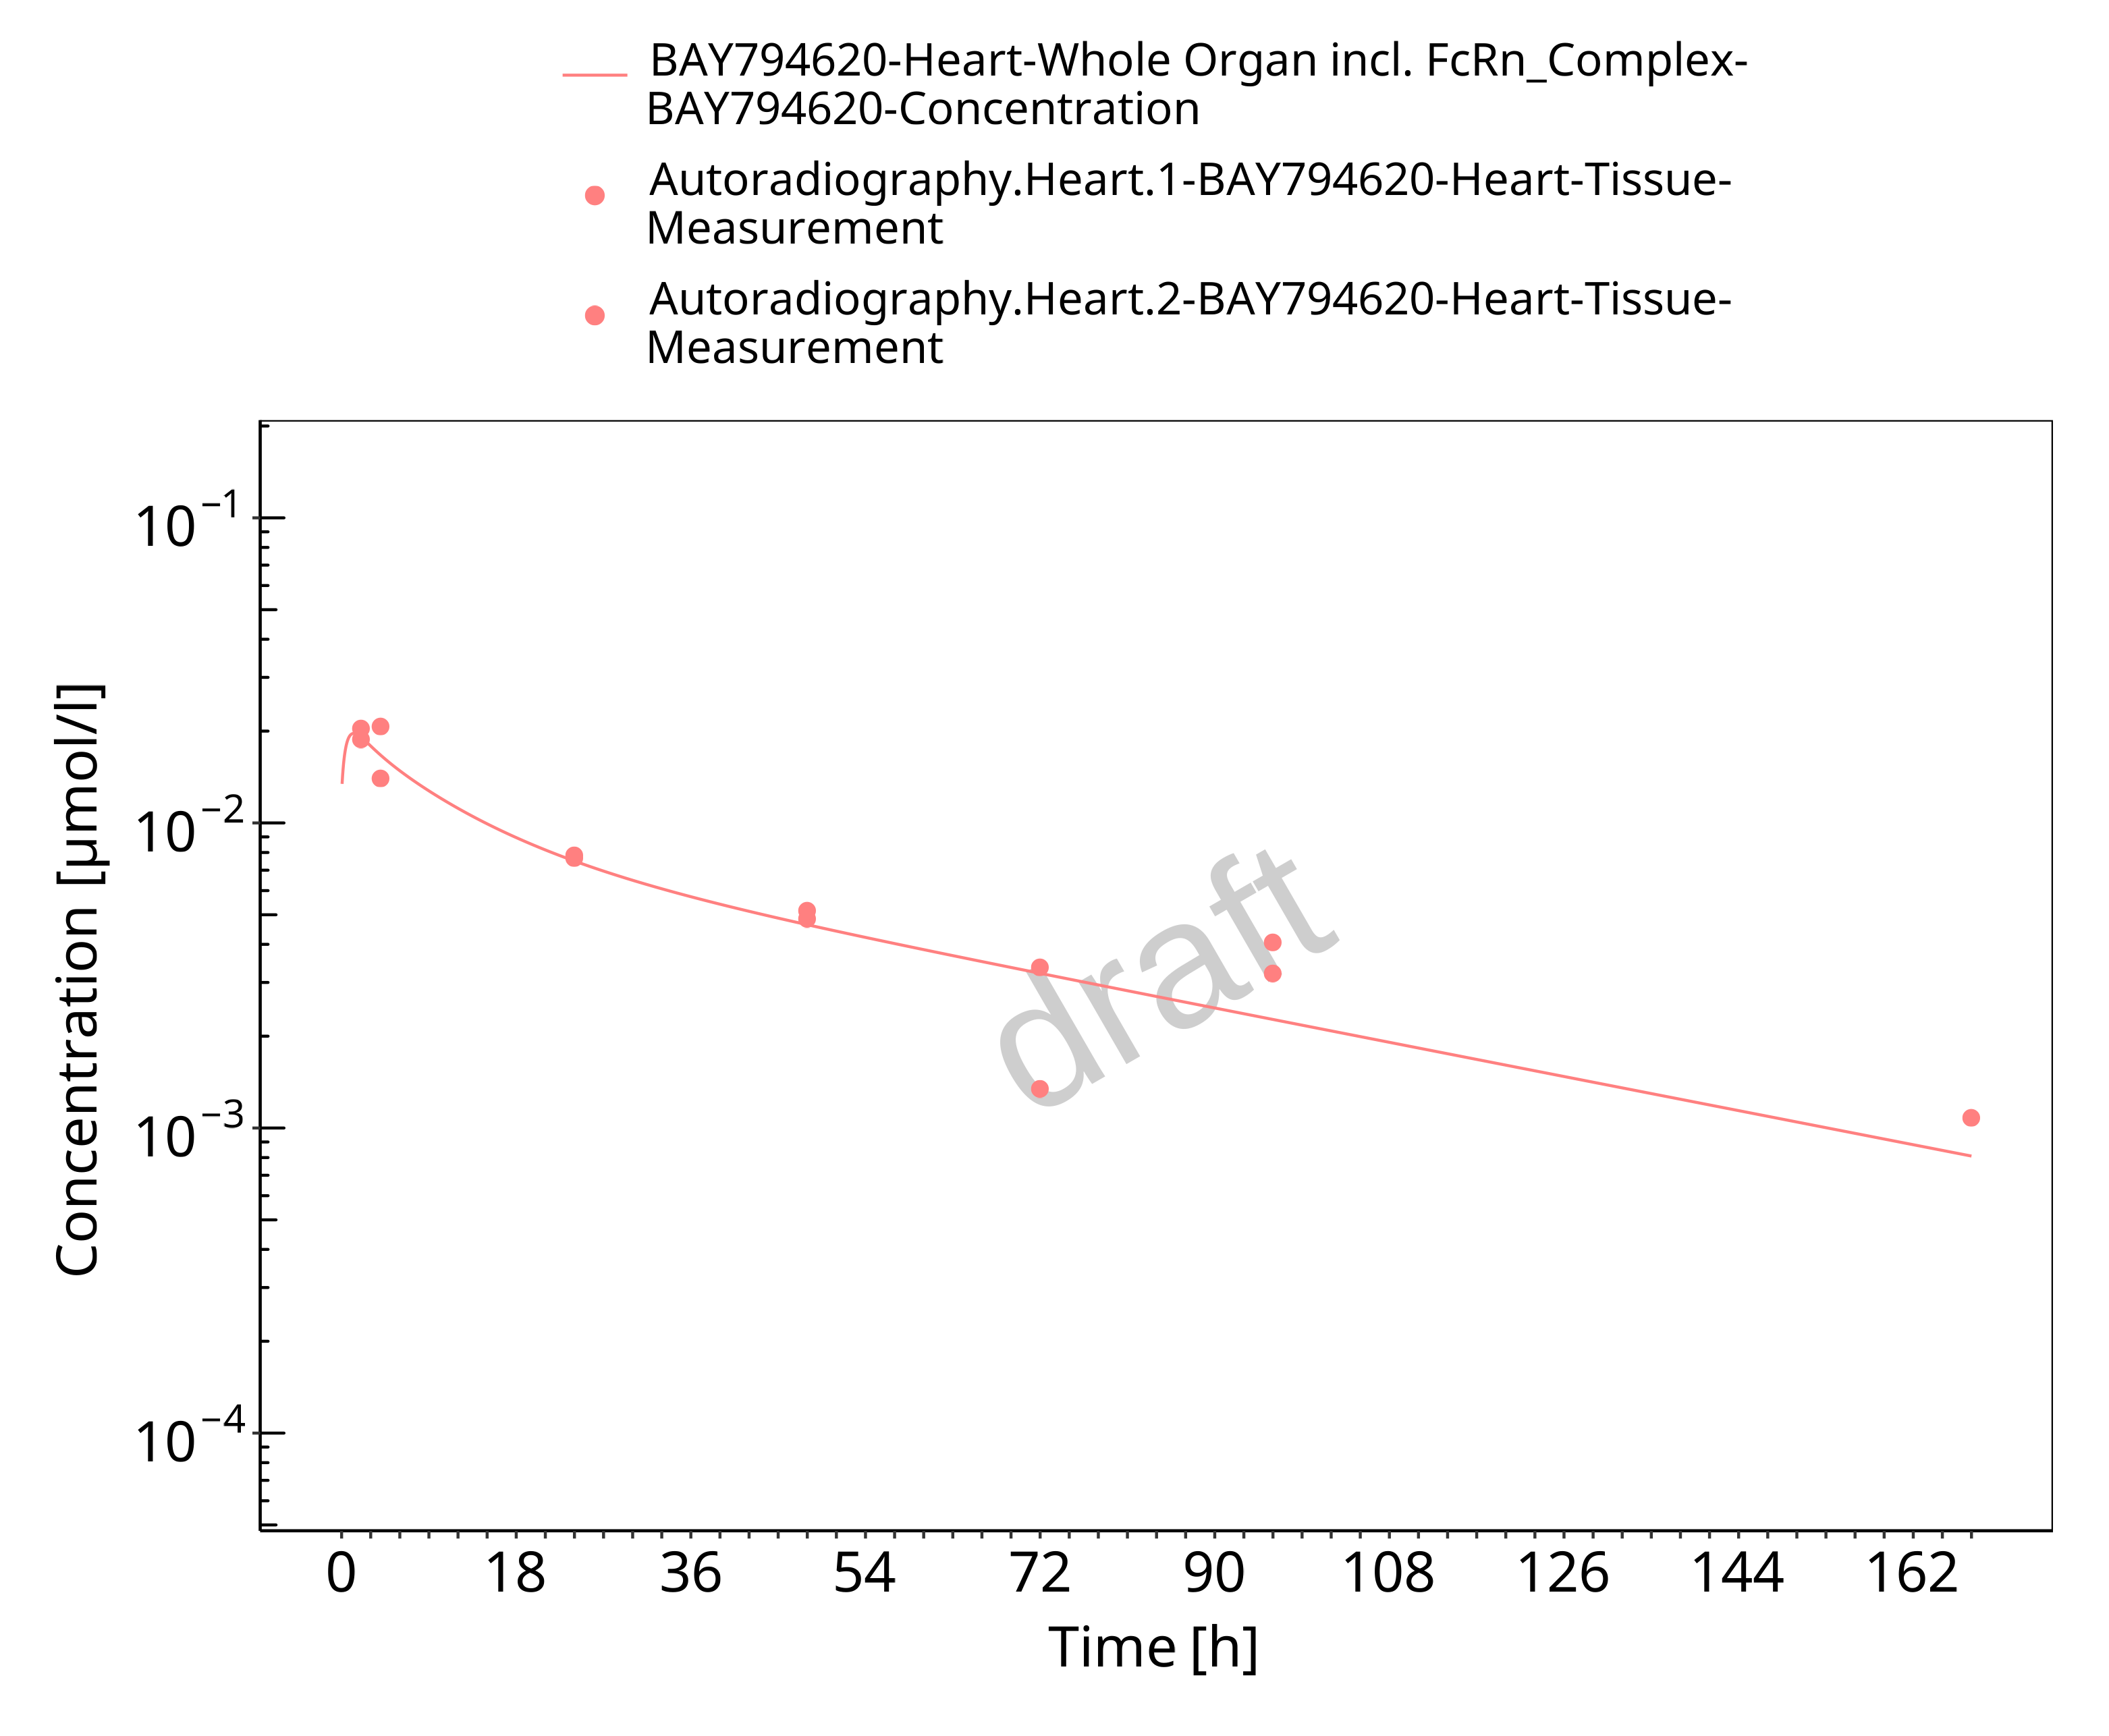 BAY794620-Heart-Whole Organ incl. FcRn_Complex-
BAY794620-Concentration
Autoradiography.Heart.1-BAY794620-Heart-Tissue-
Measurement
Autoradiography.Heart.2-BAY794620-Heart-Tissue-
Measurement
10⁻¹
10⁻²
10⁻³
10⁻⁴
Concentration [µmol/l]
draft
0 18 36 54 72 90 108 126 144 162
Time [h]